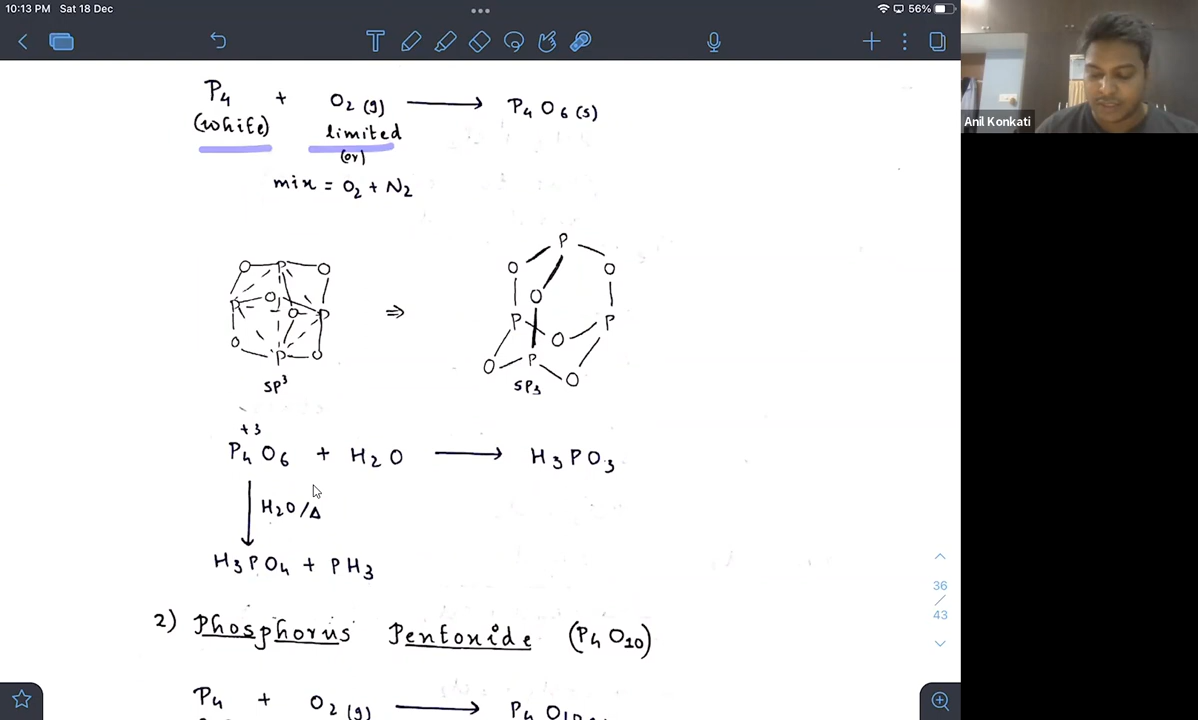 10:13 PM Sat 18 Dec
56%
Anil Konkati
P4 + O2 (g) → P4O6 (s)
(white) limited
(or)
mix = O2 + N2
O P O
P O O P
O P O
sp³
⇒
P
O O
O
P O P
P
O O
SP3
+3
P4O6 + H2O → H3PO3
H2O/Δ
H3PO4 + PH3
36
/
43
2) Phosphorus Pentoxide (P4O10)
P4 + O2 (g) → P4O10